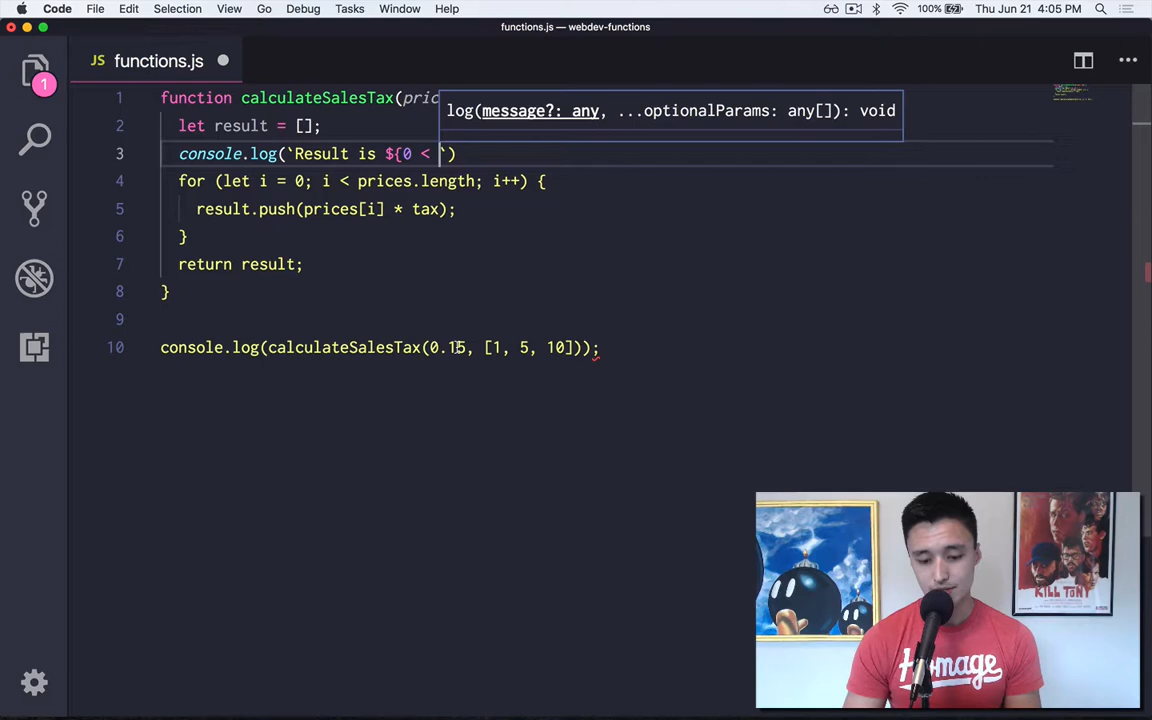 Code File Edit Selection View Go Debug Tasks Window Help 100% Thu Jun 21 4:05 PM
functions.js — webdev-functions
JS functions.js
1
1 function calculateSalesTax(pric
log(message?: any, ...optionalParams: any[]): void
2 let result = [];
3 console.log(`Result is ${0 < `)
4 for (let i = 0; i < prices.length; i++) {
5 result.push(prices[i] * tax);
6 }
7 return result;
8 }
9
10 console.log(calculateSalesTax(0.15, [1, 5, 10]));
KILL TONY
Homage